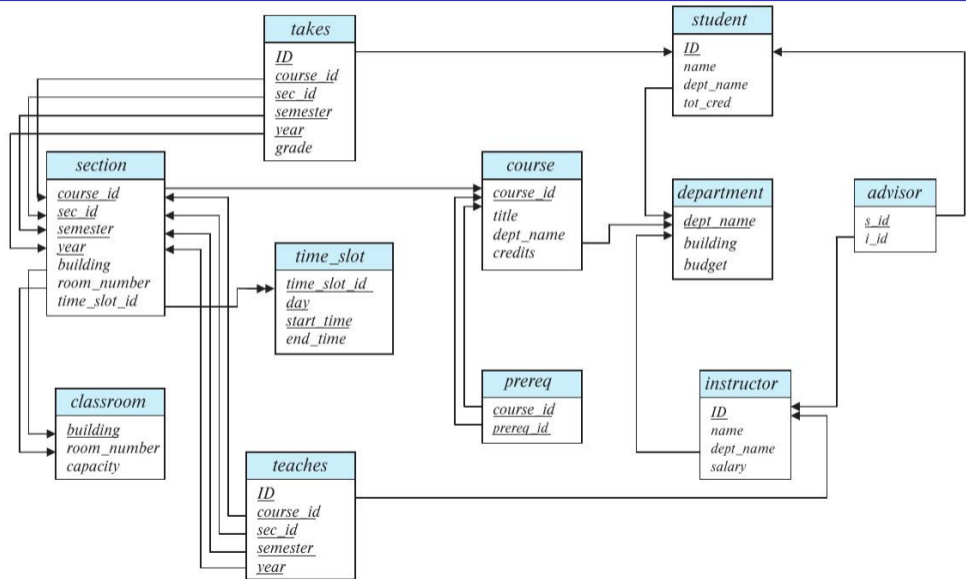 takes
ID
course_id
sec_id
semester
year
grade
student
ID
name
dept_name
tot_cred
section
course_id
sec_id
semester
year
building
room_number
time_slot_id
course
course_id
title
dept_name
credits
department
dept_name
building
budget
advisor
s_id
i_id
time_slot
time_slot_id
day
start_time
end_time
prereq
course_id
prereq_id
instructor
ID
name
dept_name
salary
classroom
building
room_number
capacity
teaches
ID
course_id
sec_id
semester
year